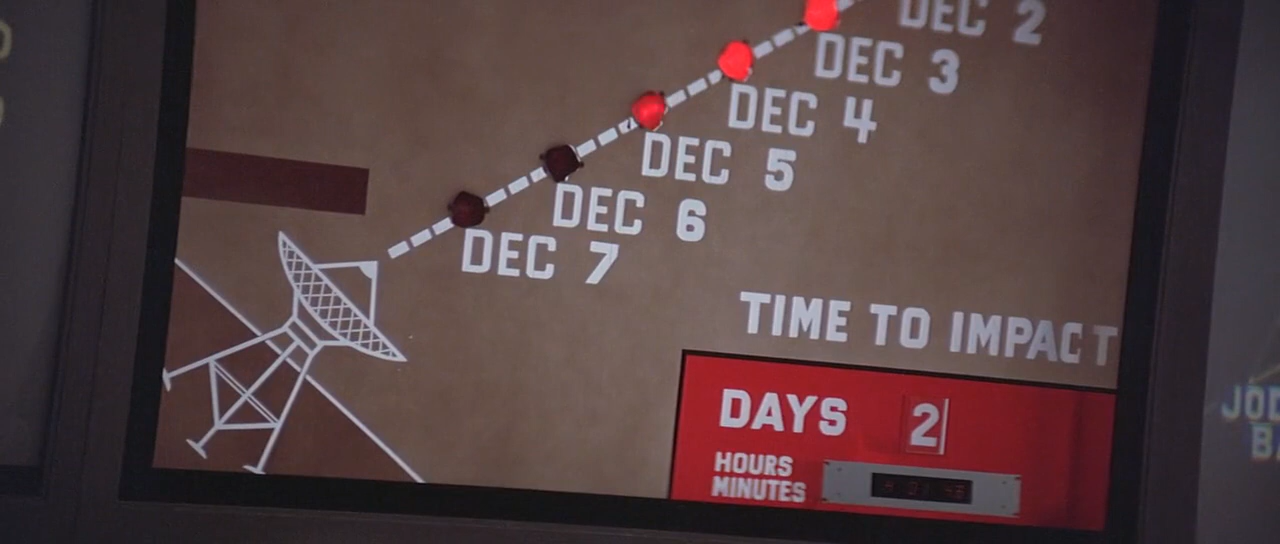 DEC 2
DEC 3
DEC 4
DEC 5
DEC 6
DEC 7
TIME TO IMPACT
DAYS 2
HOURS
MINUTES